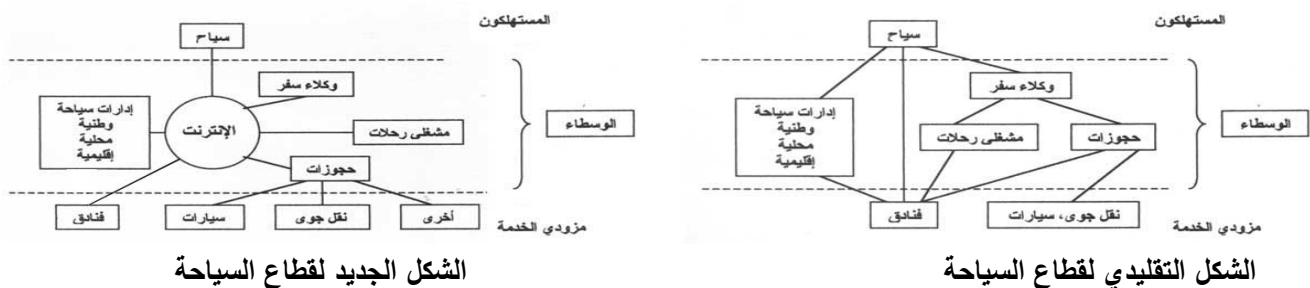 المستهلكون
سياح
وكلاء سفر
إدارات سياحة
وطنية
محلية
إقليمية
مشغلى رحلات
حجوزات
الوسطاء
فنادق
نقل جوى، سيارات
مزودي الخدمة
الشكل التقليدي لقطاع السياحة
المستهلكون
سياح
وكلاء سفر
إدارات سياحة
وطنية
محلية
إقليمية
الإنترنت
مشغلى رحلات
الوسطاء
حجوزات
فنادق
سيارات
نقل جوى
أخرى
مزودي الخدمة
الشكل الجديد لقطاع السياحة